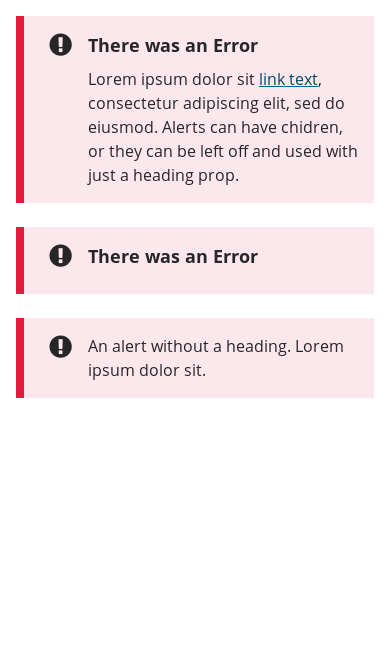 There was an Error
Lorem ipsum dolor sit link text,
consectetur adipiscing elit, sed do
eiusmod. Alerts can have chidren,
or they can be left off and used with
just a heading prop.
There was an Error
An alert without a heading. Lorem
ipsum dolor sit.